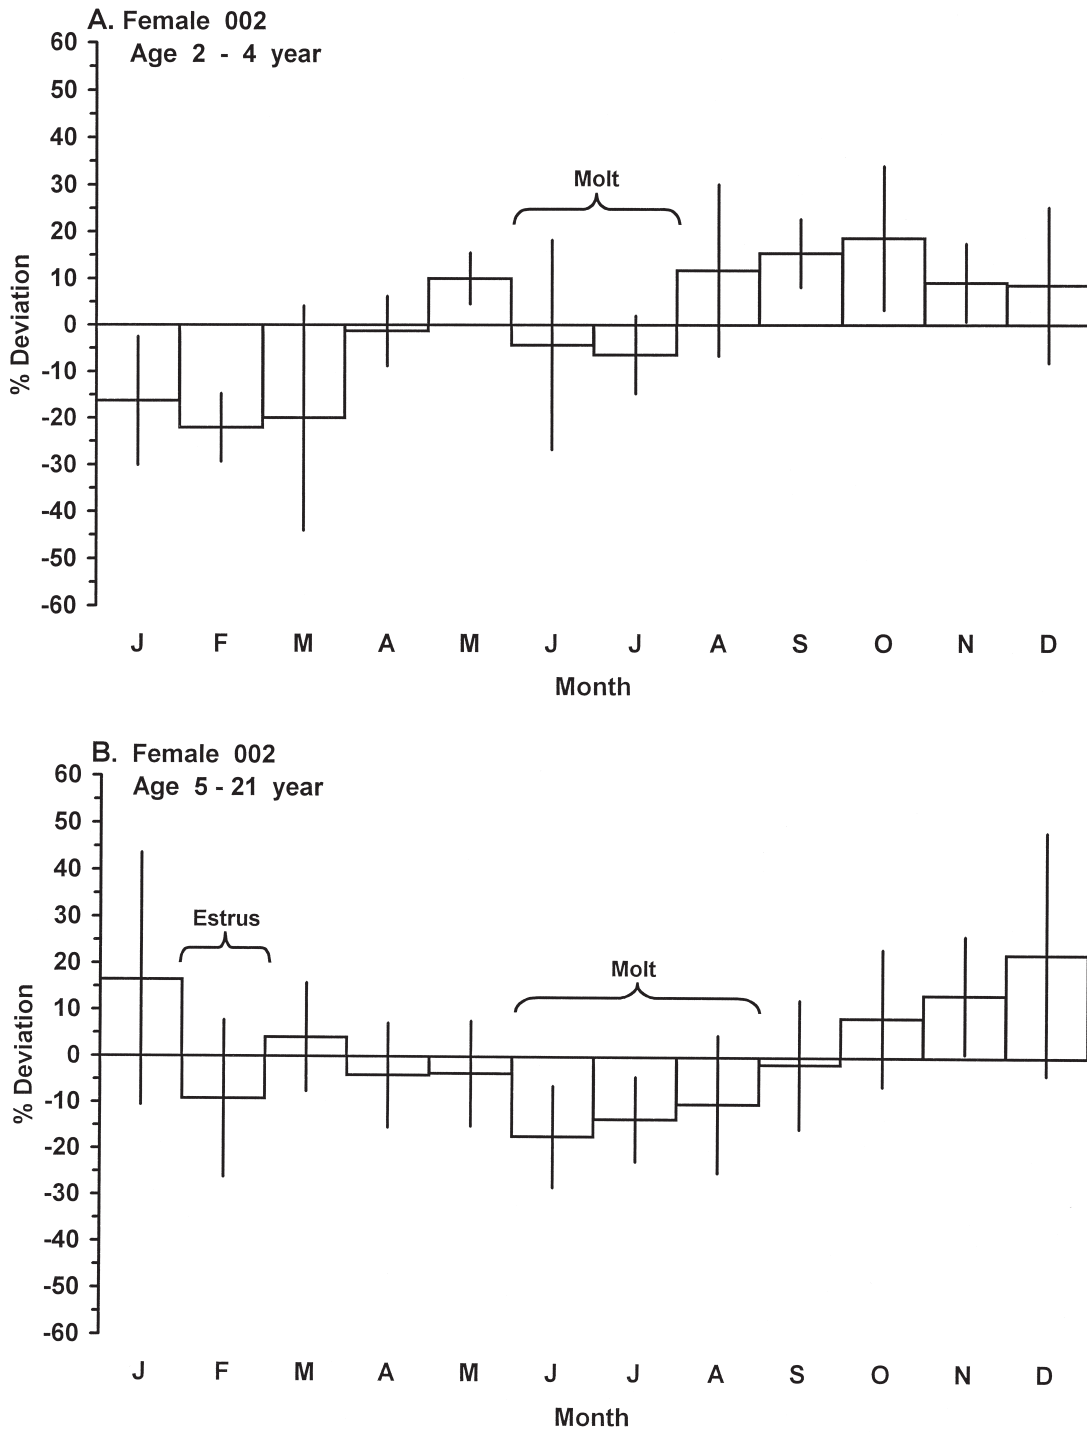 A. Female 002
Age 2 - 4 year
60
50
40
30
20
10
0
-10
-20
-30
-40
-50
-60
% Deviation
Molt
J F M A M J J A S O N D
Month
B. Female 002
Age 5 - 21 year
60
50
40
30
20
10
0
-10
-20
-30
-40
-50
-60
% Deviation
Estrus
Molt
J F M A M J J A S O N D
Month